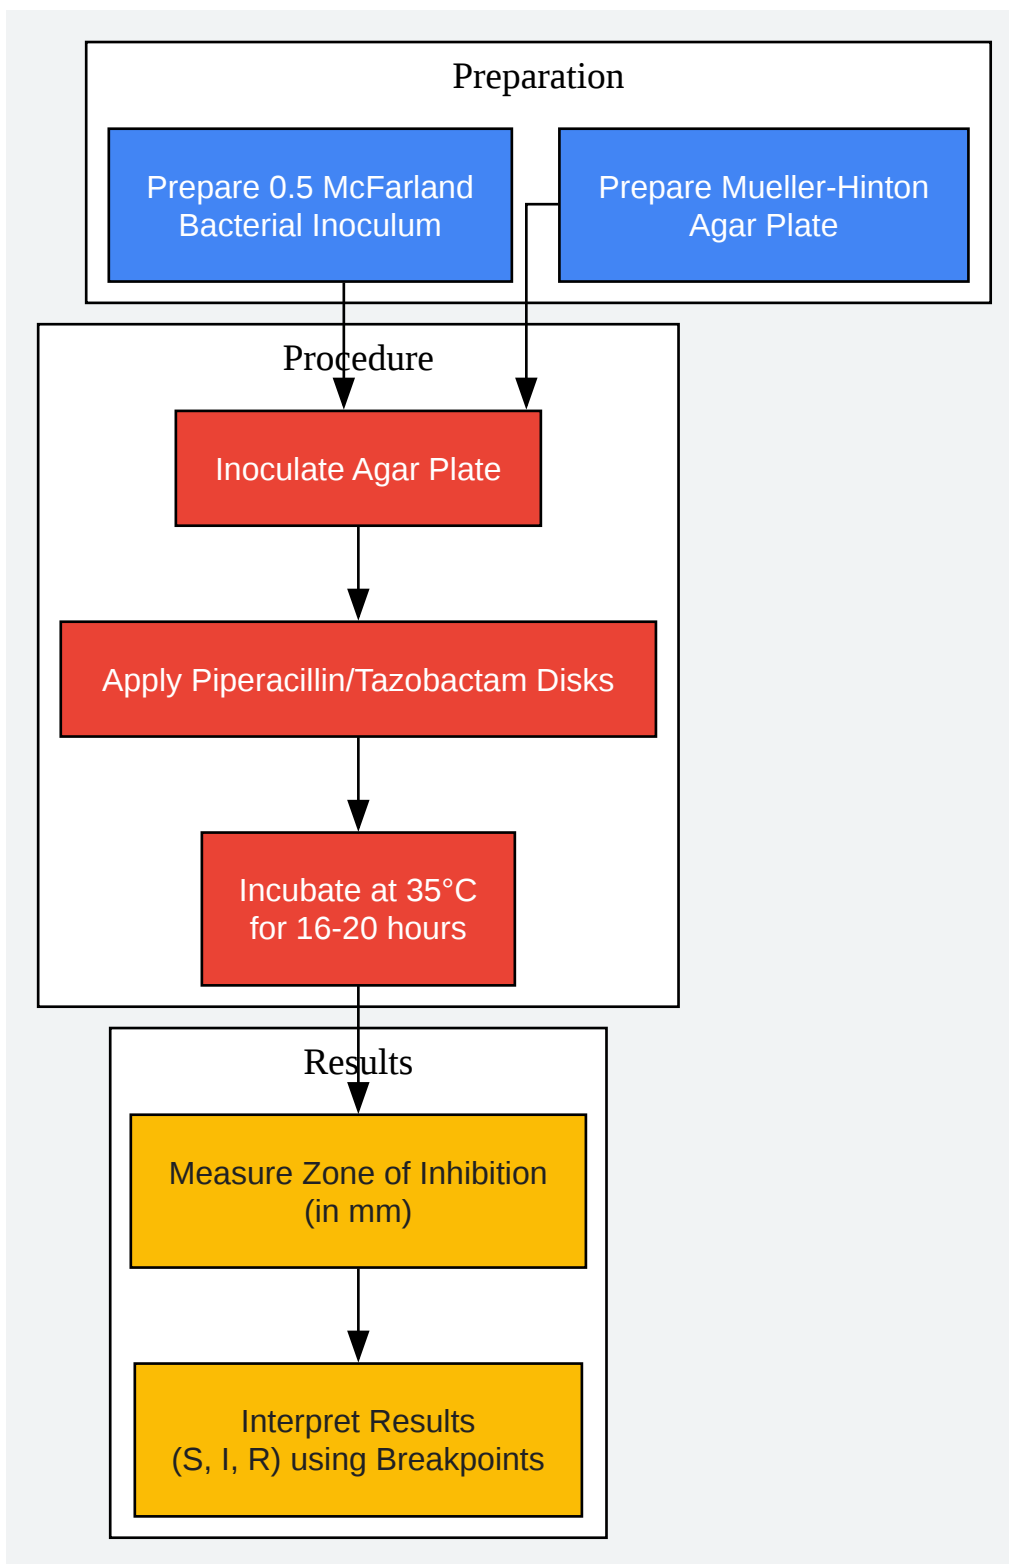 Preparation
Prepare 0.5 McFarland
Bacterial Inoculum
Prepare Mueller-Hinton
Agar Plate
Procedure
Inoculate Agar Plate
Apply Piperacillin/Tazobactam Disks
Incubate at 35°C
for 16-20 hours
Results
Measure Zone of Inhibition
(in mm)
Interpret Results
(S, I, R) using Breakpoints